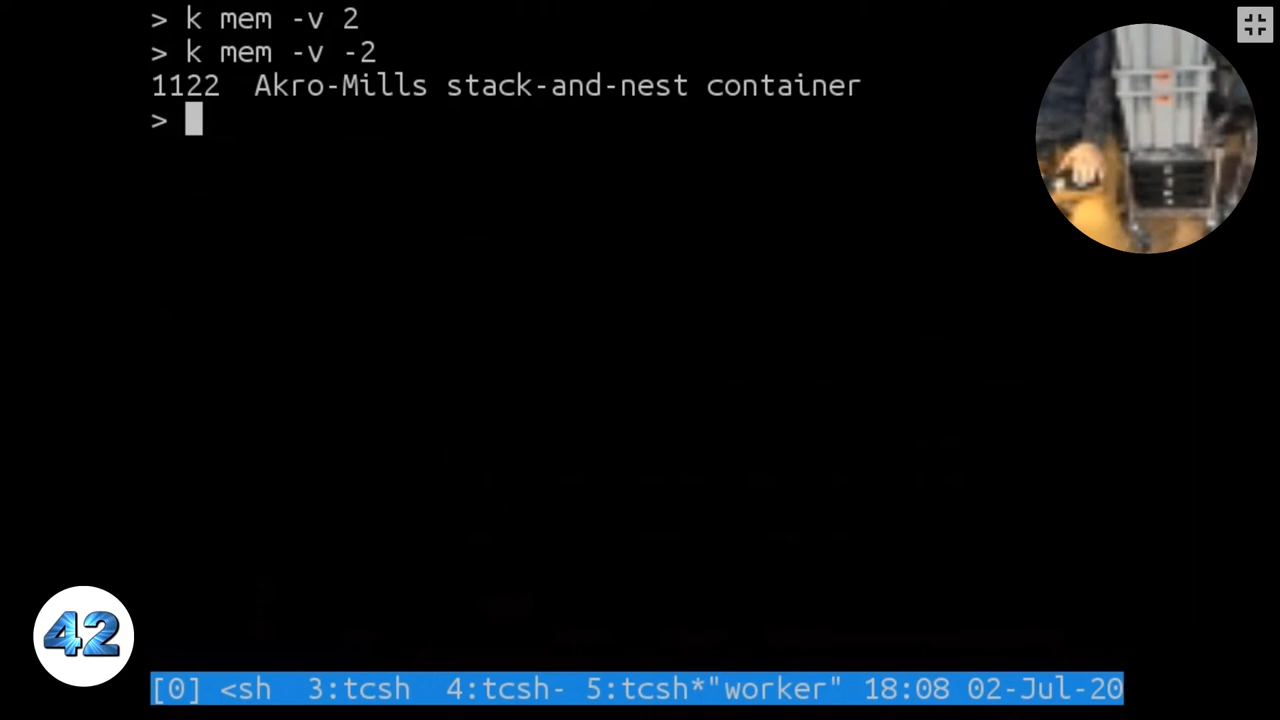 > k mem -v 2
> k mem -v -2
1122  Akro-Mills stack-and-nest container
>
42
[0] <sh  3:tcsh  4:tcsh- 5:tcsh*"worker" 18:08 02-Jul-20